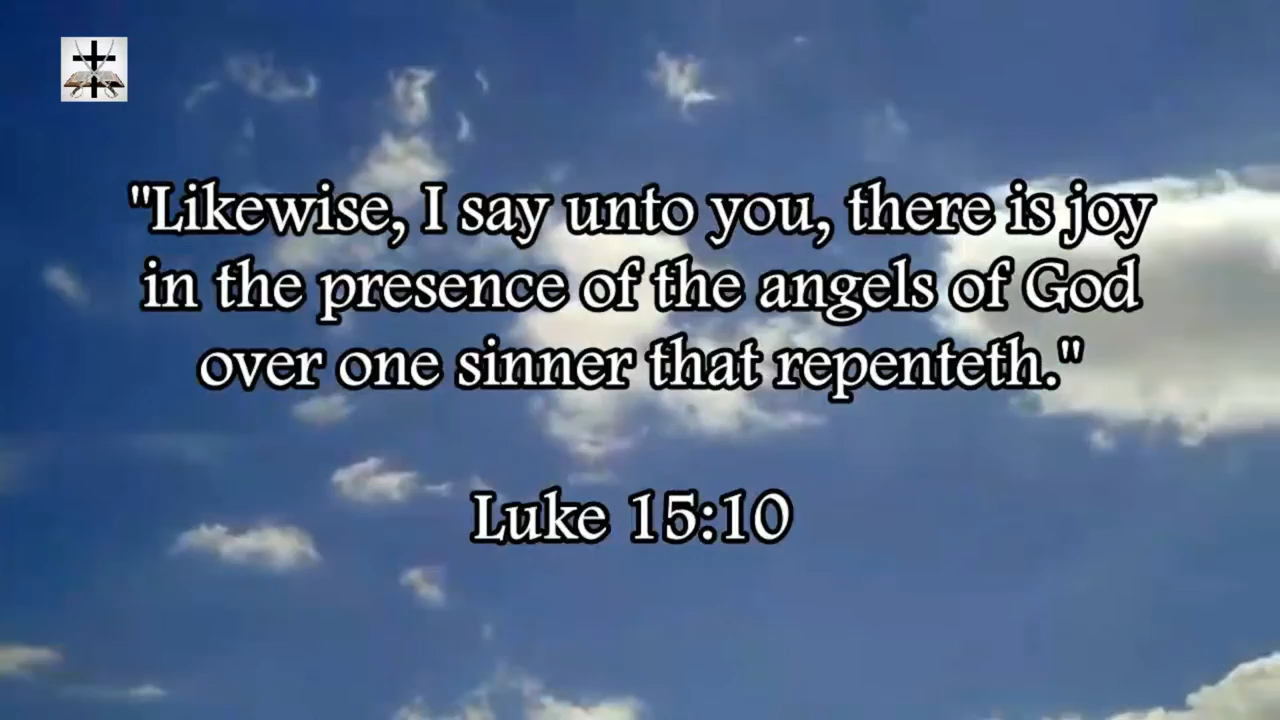 "Likewise, I say unto you, there is joy
in the presence of the angels of God
over one sinner that repenteth."
Luke 15:10